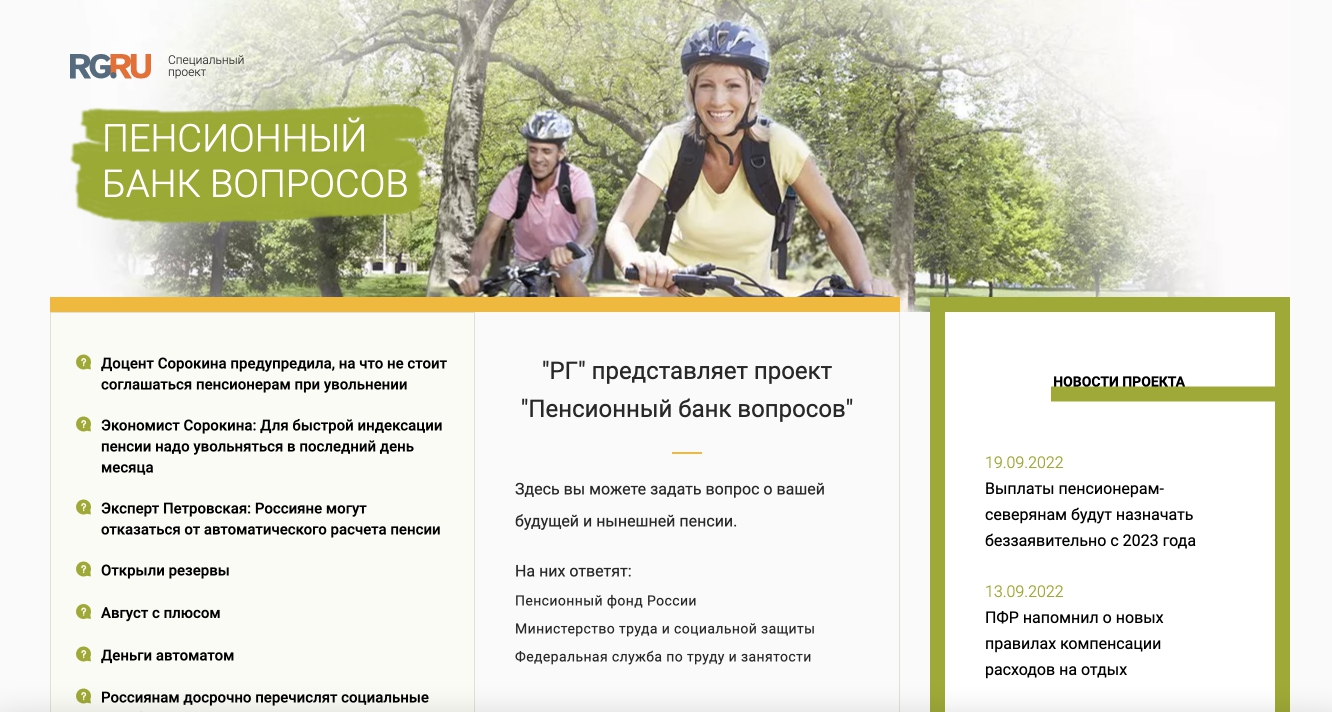 RGRU
Специальный
проект
ПЕНСИОННЫЙ
БАНК ВОПРОСОВ
Доцент Сорокина предупредила, на что не стоит
соглашаться пенсионерам при увольнении
Экономист Сорокина: Для быстрой индексации
пенсии надо увольняться в последний день
месяца
Эксперт Петровская: Россияне могут
отказаться от автоматического расчета пенсии
Открыли резервы
Август с плюсом
Деньги автоматом
Россиянам досрочно перечислят социальные
"РГ" представляет проект
"Пенсионный банк вопросов"
Здесь вы можете задать вопрос о вашей
будущей и нынешней пенсии.
На них ответят:
Пенсионный фонд России
Министерство труда и социальной защиты
Федеральная служба по труду и занятости
НОВОСТИ ПРОЕКТА
19.09.2022
Выплаты пенсионерам-
северянам будут назначать
беззаявительно с 2023 года
13.09.2022
ПФР напомнил о новых
правилах компенсации
расходов на отдых